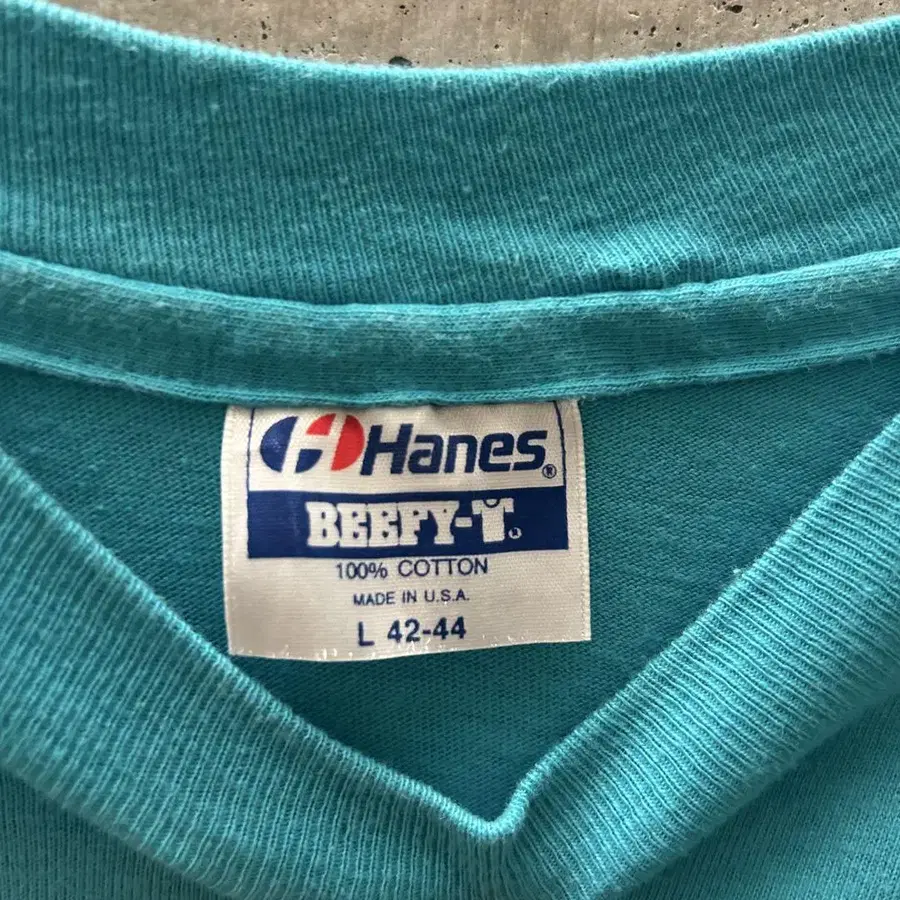 Hanes®
BEEFY-T®
100% COTTON
MADE IN U.S.A.
L 42-44